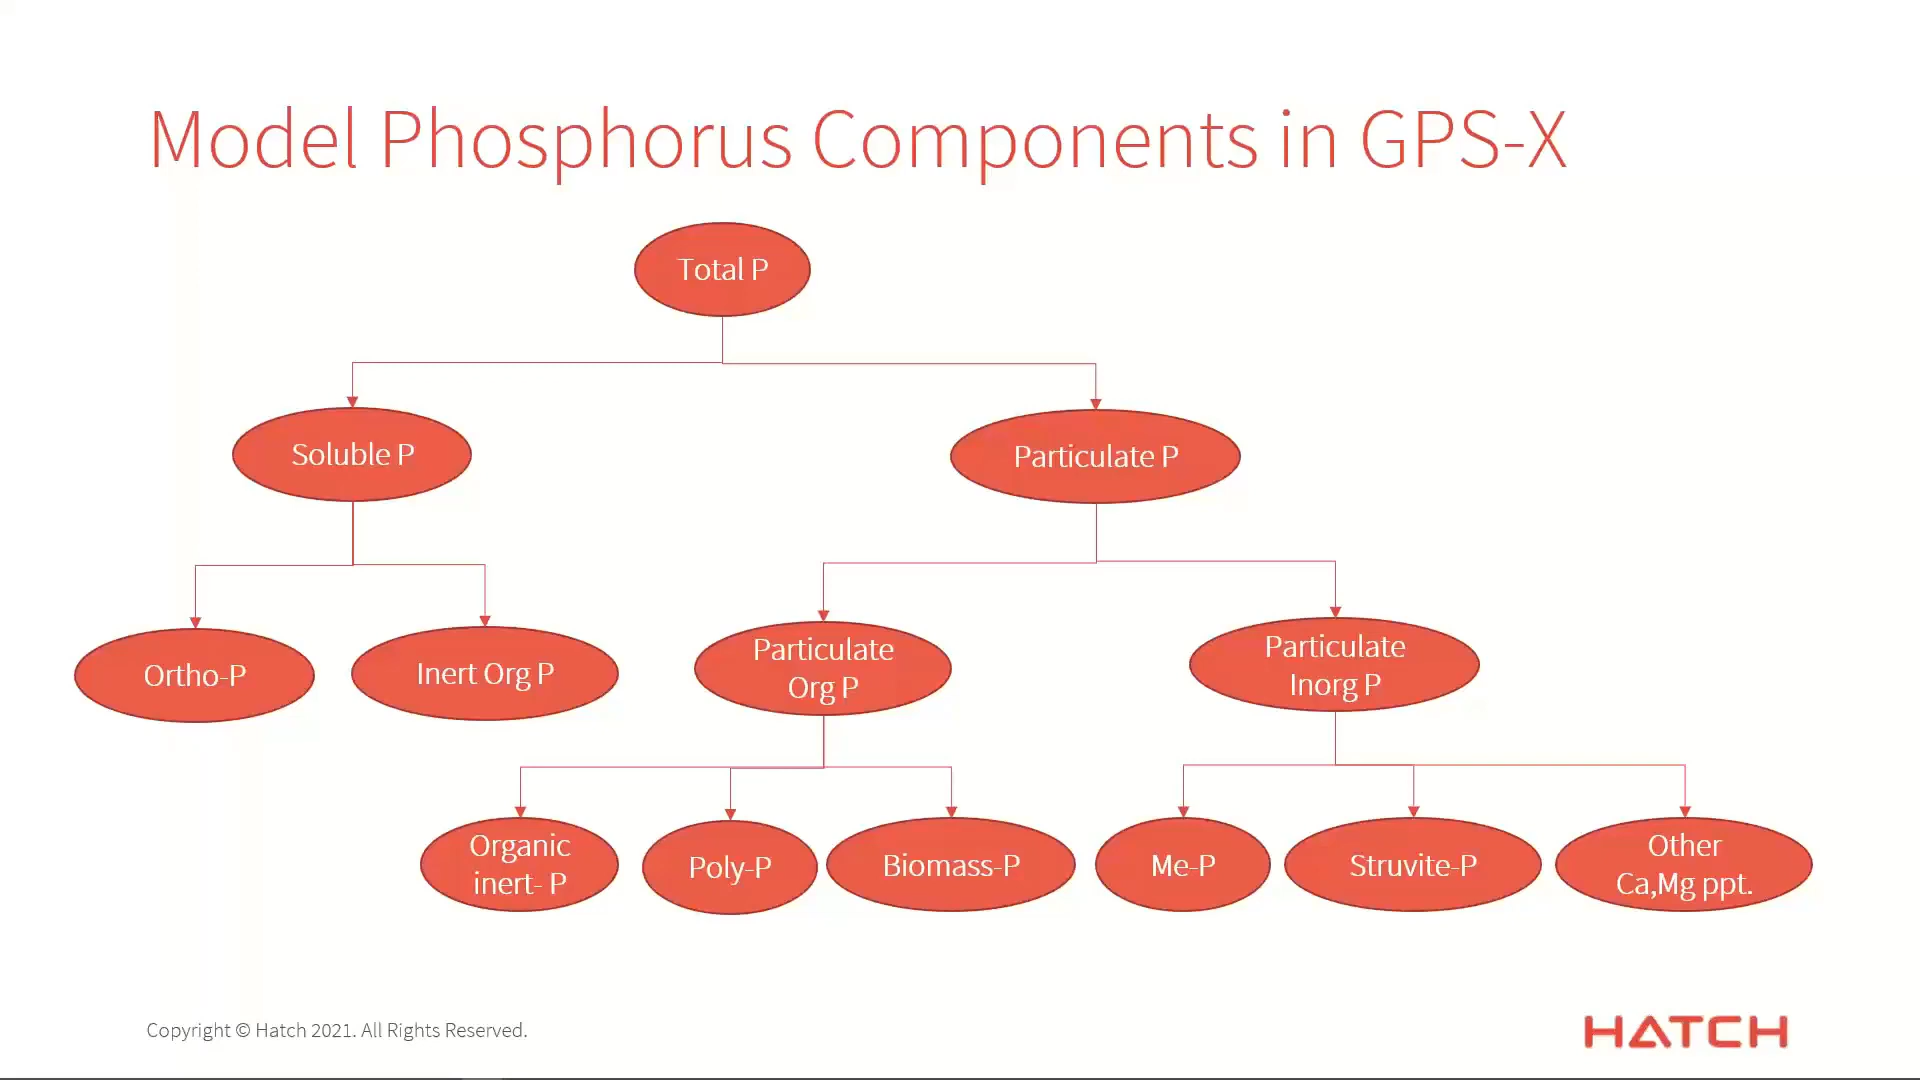 Model Phosphorus Components in GPS-X
Total P
Soluble P
Particulate P
Ortho-P
Inert Org P
Particulate
Org P
Particulate
Inorg P
Organic
inert- P
Poly-P
Biomass-P
Me-P
Struvite-P
Other
Ca,Mg ppt.
Copyright © Hatch 2021. All Rights Reserved.
HATCH